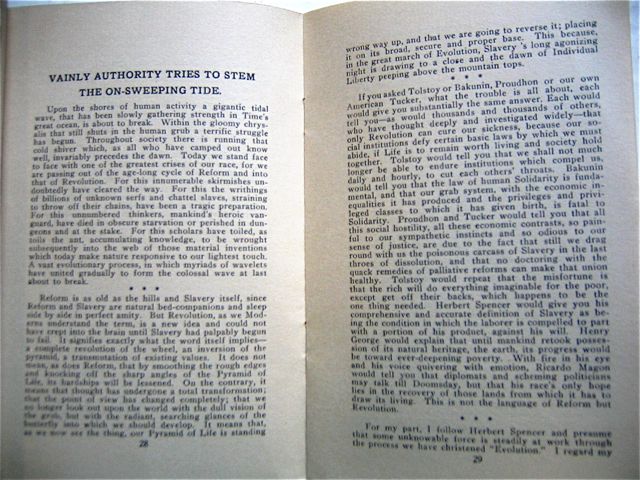 VAINLY AUTHORITY TRIES TO STEM
THE ON-SWEEPING TIDE.
Upon the shores of human activity a gigantic tidal
wave, that has been slowly gathering strength in Time's
great ocean, is about to break. Within the gloomy chrys-
alis that still shuts in the human grub a terrific struggle
has begun. Throughout society there is running that
cold shiver which, as all who have camped out know
well, invariably precedes the dawn. Today we stand face
to face with one of the greatest crises of our race, for we
are passing out of the age-long cycle of Reform and into
that of Revolution. For this innumerable skirmishes un-
doubtedly have cleared the way. For this the writhings
of billions of unknown serfs and chattel slaves, straining
to throw off their chains, have been a tragic preparation.
For this unnumbered thinkers, mankind's heroic van-
guard, have died in obscure starvation or perished in dun-
geons and at the stake. For this scholars have toiled, as
toils the ant, accumulating knowledge, to be wrought
subsequently into the web of those material inventions
which today make nature responsive to our lightest touch.
A vast evolutionary process, in which myriads of wavelets
have united gradually to form the colossal wave at last
about to break.
* * *
Reform is as old as the hills and Slavery itself, since
Reform and Slavery are natural bed-companions and sleep
side by side in perfect amity. But Revolution, as we Mod-
erns understand the term, is a new idea and could not
have crept into the brain until Slavery had palpably begun
to fail. It signifies exactly what the word itself implies—
a complete revolution of the wheel, an inversion of the
pyramid, a transmutation of existing values. It does not
mean, as does Reform, that by smoothing the rough edges
and knocking off the sharp angles of the Pyramid of
Life, its hardships will be lessened. On the contrary, it
means that thought has undergone a total transformation;
that the point of view has changed completely; that we
no longer look out upon the world with the dull vision of
the grub, but with the radiant, searching glances of the
butterfly into which we should develop. It means that,
as we now see the thing, our Pyramid of Life is standing
28
wrong way up, and that we are going to reverse it; placing
it on its broad, secure and proper base. This because,
in the great march of Evolution, Slavery 's long agonizing
night is drawing to a close and the dawn of Individual
Liberty peeping above the mountain tops.
* * *
If you asked Tolstoy or Bakunin, Proudhon or our own
American Tucker, what the trouble is all about, each
would give you substantially the same answer. Each would
tell you—as would thousands and thousands of others,
who have thought deeply and investigated widely—that
only Revolution can cure our sickness, because our so-
cial institutions defy certain basic laws by which we must
abide, if Life is to remain worth living and society hold
together. Tolstoy would tell you that we shall not much
longer be able to endure institutions which compel us,
daily and hourly, to cut each others' throats. Bakunin
would tell you that the law of human Solidarity is funda-
mental, and that our grab system, with the economic in-
equalities it has produced and the privileges and privi-
leged classes to which it has given birth, is fatal to
Solidarity. Proudhon and Tucker would tell you that all
this social hostility, all these economic contrasts, so pain-
ful to our sympathetic instincts and so odious to our
sense of justice, are due to the fact that still we drag
round with us the poisonous carcass of Slavery in the last
throes of dissolution, and that no doctoring with the
quack remedies of palliative reforms can make that union
healthy. Tolstoy would repeat that the misfortune is
that the rich will do everything imaginable for the poor,
except get off their backs, which happens to be the
one thing needed. Herbert Spencer would give you his
comprehensive and accurate definition of Slavery as be-
ing the condition in which the laborer is compelled to part
with a portion of his product, against his will. Henry
George would explain that until mankind retook posses-
sion of its natural heritage, the earth, its progress would
be toward ever-deepening poverty. With fire in his eye
and his voice quivering with emotion, Ricardo Magon
would tell you that diplomats and scheming politicians
may talk till Doomsday, but that his race's only hope
lies in the recovery of those lands from which it has to
draw its living. This is not the language of Reform but
Revolution.
* * *
For my part, I follow Herbert Spencer and presume
that some unknowable force is steadily at work through
the process we have christened "Evolution." I regard my
29